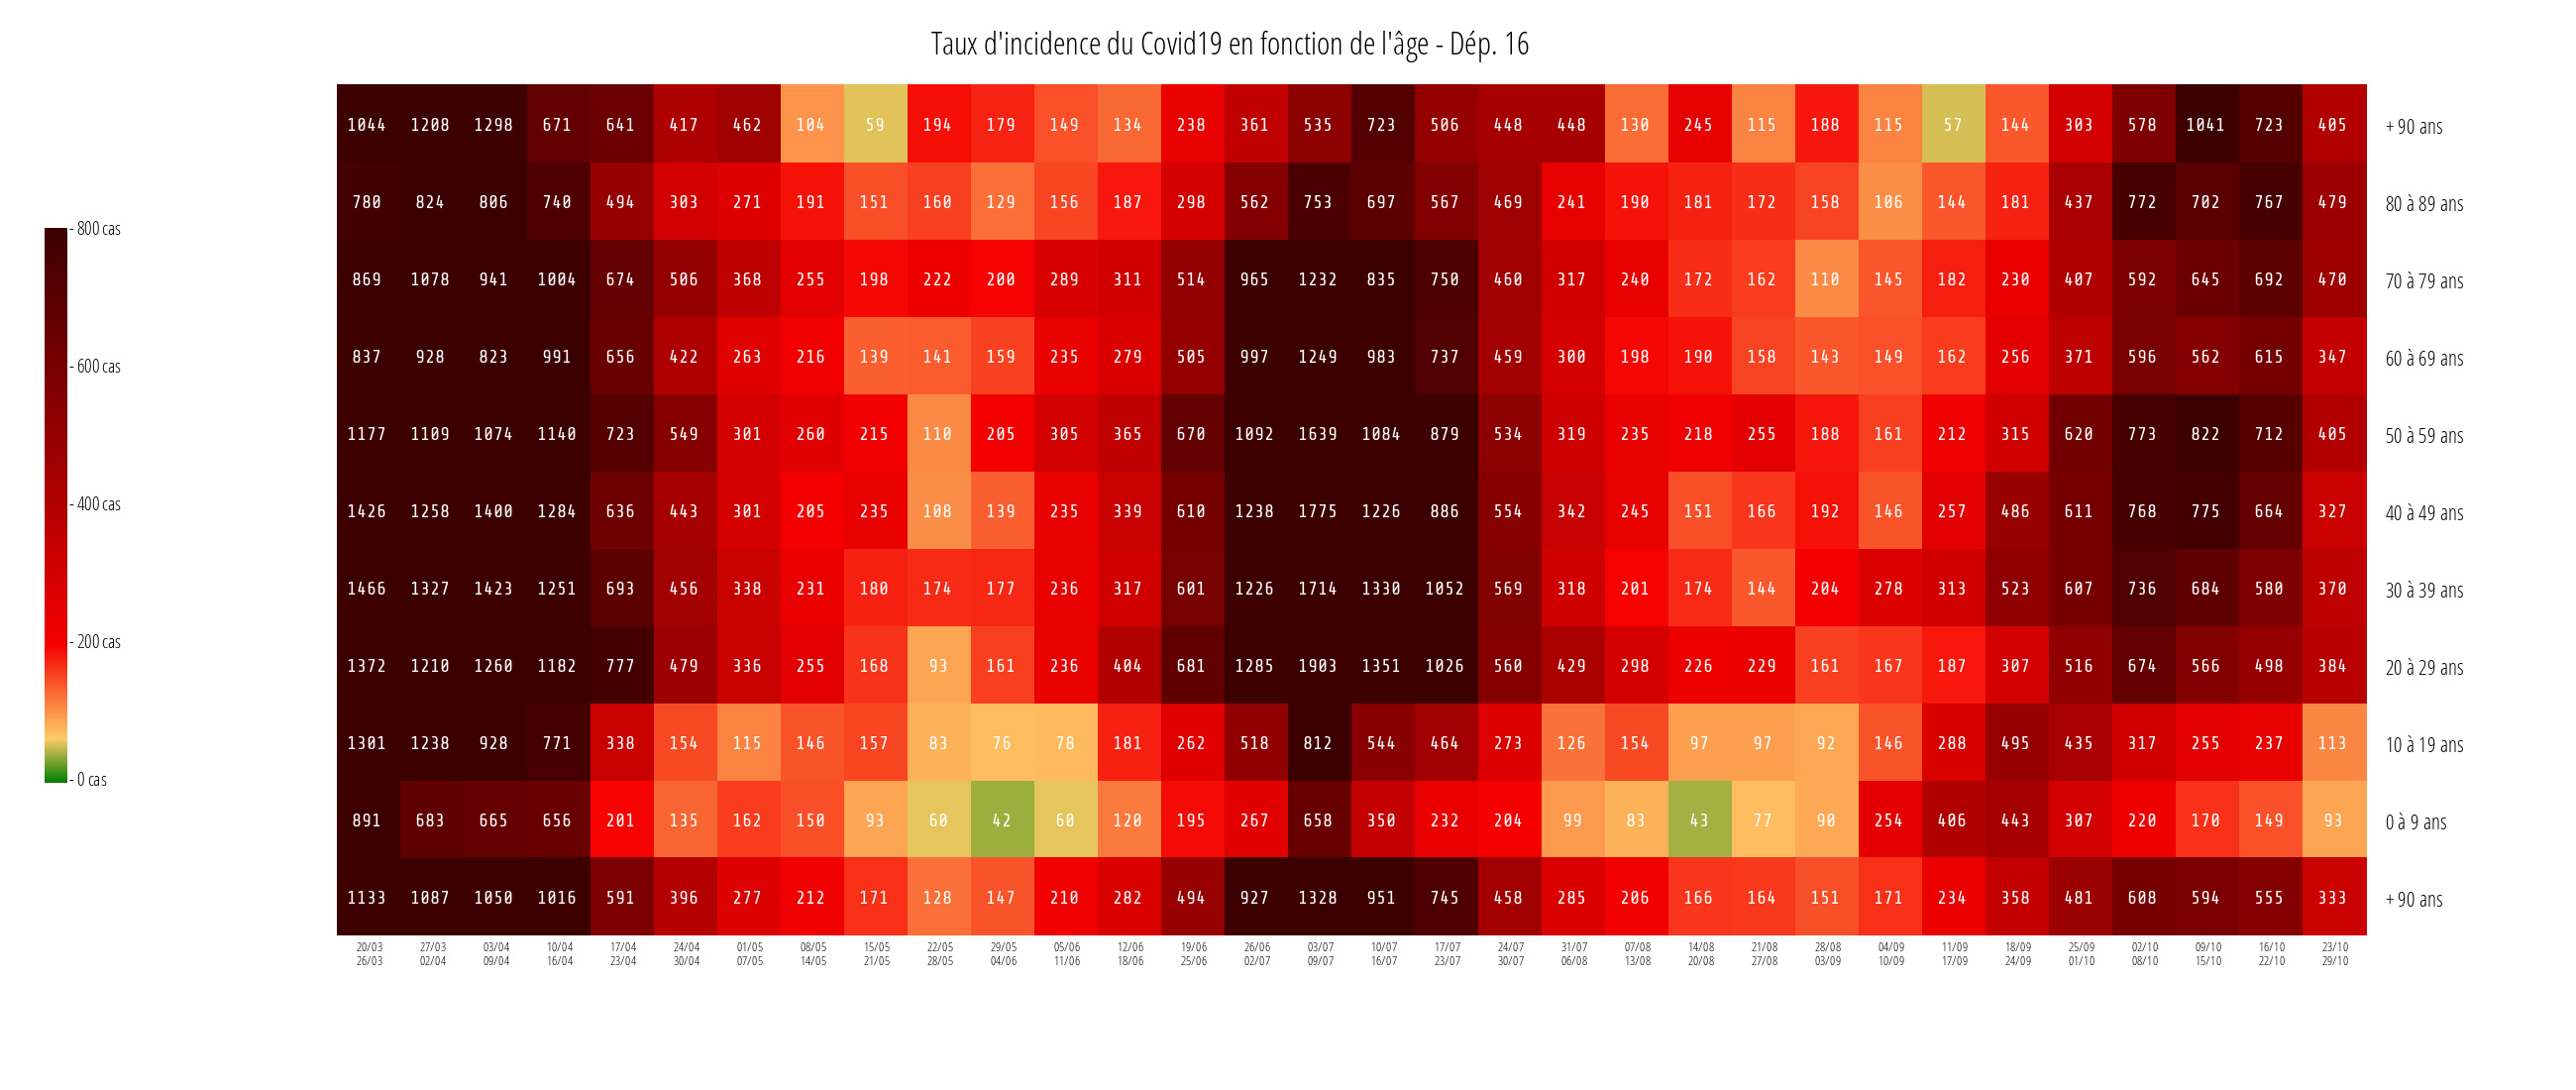 Taux d'incidence du Covid19 en fonction de l'âge - Dép. 16
- 800 cas
- 600 cas
- 400 cas
- 200 cas
- 0 cas
1044 1208 1298 671 641 417 462 104 59 194 179 149 134 238 361 535 723 506 448 448 130 245 115 188 115 57 144 303 578 1041 723 405 + 90 ans
780 824 806 740 494 303 271 191 151 160 129 156 187 298 562 753 697 567 469 241 190 181 172 158 106 144 181 437 772 702 767 479 80 à 89 ans
869 1078 941 1004 674 506 368 255 198 222 200 289 311 514 965 1232 835 750 460 317 240 172 162 110 145 182 230 407 592 645 692 470 70 à 79 ans
837 928 823 991 656 422 263 216 139 141 159 235 279 505 997 1249 983 737 459 300 198 190 158 143 149 162 256 371 596 562 615 347 60 à 69 ans
1177 1109 1074 1140 723 549 301 260 215 110 205 305 365 670 1092 1639 1084 879 534 319 235 218 255 188 161 212 315 620 773 822 712 405 50 à 59 ans
1426 1258 1400 1284 636 443 301 205 235 108 139 235 339 610 1238 1775 1226 886 554 342 245 151 166 192 146 257 486 611 768 775 664 327 40 à 49 ans
1466 1327 1423 1251 693 456 338 231 180 174 177 236 317 601 1226 1714 1330 1052 569 318 201 174 144 204 278 313 523 607 736 684 580 370 30 à 39 ans
1372 1210 1260 1182 777 479 336 255 168 93 161 236 404 681 1285 1903 1351 1026 560 429 298 226 229 161 167 187 307 516 674 566 498 384 20 à 29 ans
1301 1238 928 771 338 154 115 146 157 83 76 78 181 262 518 812 544 464 273 126 154 97 97 92 146 288 495 435 317 255 237 113 10 à 19 ans
891 683 665 656 201 135 162 150 93 60 42 60 120 195 267 658 350 232 204 99 83 43 77 90 254 406 443 307 220 170 149 93 0 à 9 ans
1133 1087 1050 1016 591 396 277 212 171 128 147 210 282 494 927 1328 951 745 458 285 206 166 164 151 171 234 358 481 608 594 555 333 + 90 ans
20/03 27/03 03/04 10/04 17/04 24/04 01/05 08/05 15/05 22/05 29/05 05/06 12/06 19/06 26/06 03/07 10/07 17/07 24/07 31/07 07/08 14/08 21/08 28/08 04/09 11/09 18/09 25/09 02/10 09/10 16/10 23/10
26/03 02/04 09/04 16/04 23/04 30/04 07/05 14/05 21/05 28/05 04/06 11/06 18/06 25/06 02/07 09/07 16/07 23/07 30/07 06/08 13/08 20/08 27/08 03/09 10/09 17/09 24/09 01/10 08/10 15/10 22/10 29/10